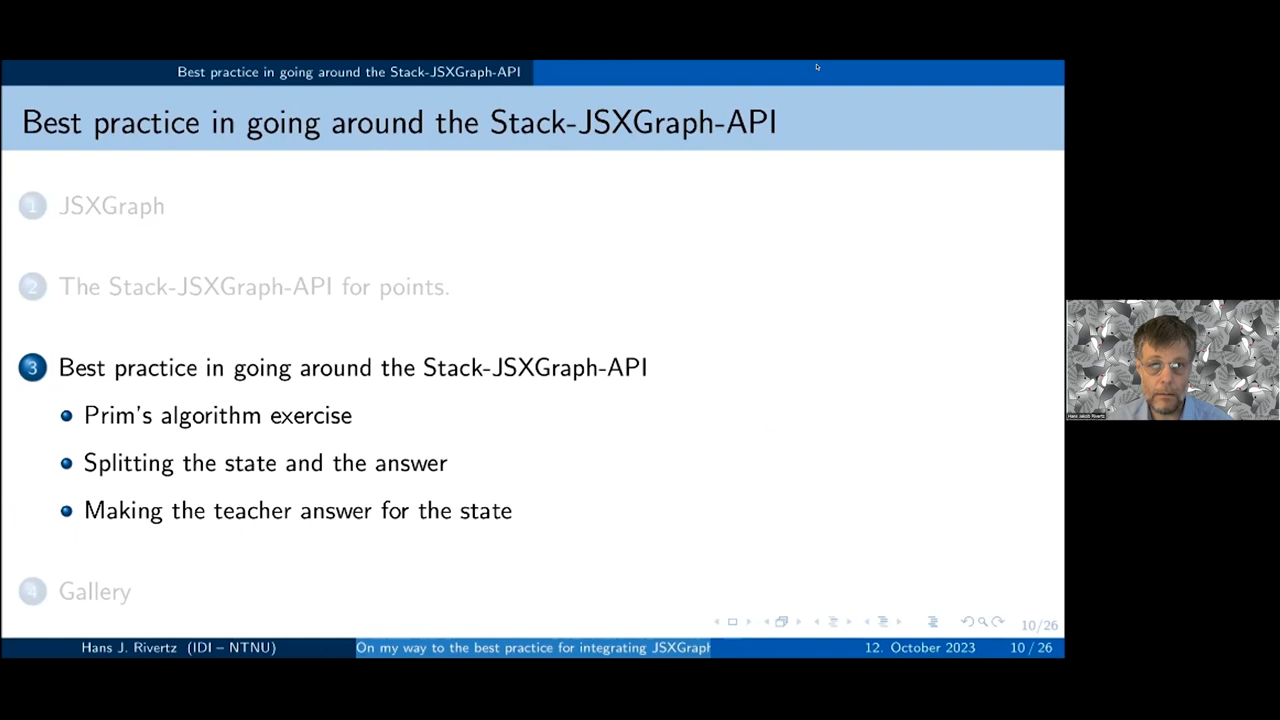 Best practice in going around the Stack-JSXGraph-API
Best practice in going around the Stack-JSXGraph-API
1 JSXGraph
2 The Stack-JSXGraph-API for points.
3 Best practice in going around the Stack-JSXGraph-API
Prim's algorithm exercise
Splitting the state and the answer
Making the teacher answer for the state
4 Gallery
10/26
Hans J. Rivertz (IDI – NTNU) On my way to the best practice for integrating JSXGraph 12. October 2023 10 / 26
Hans Jakob Rivertz